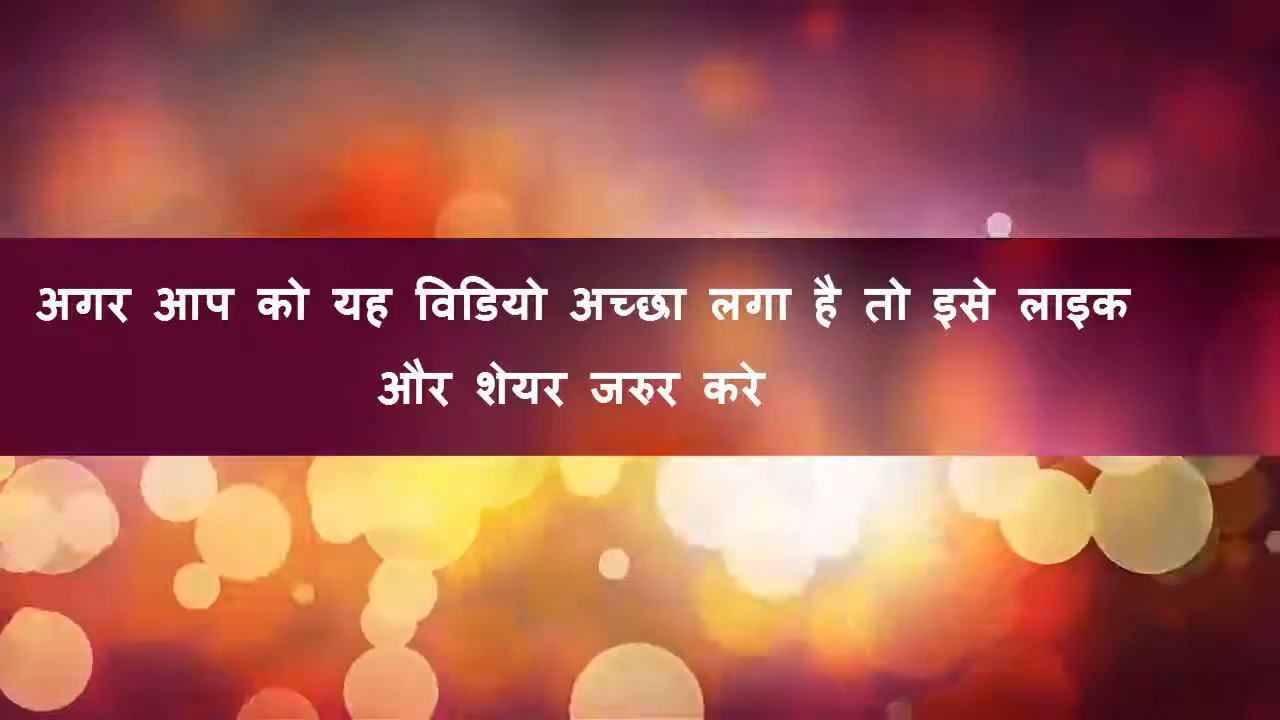 अगर आप को यह विडियो अच्छा लगा है तो इसे लाइक
और शेयर जरुर करे